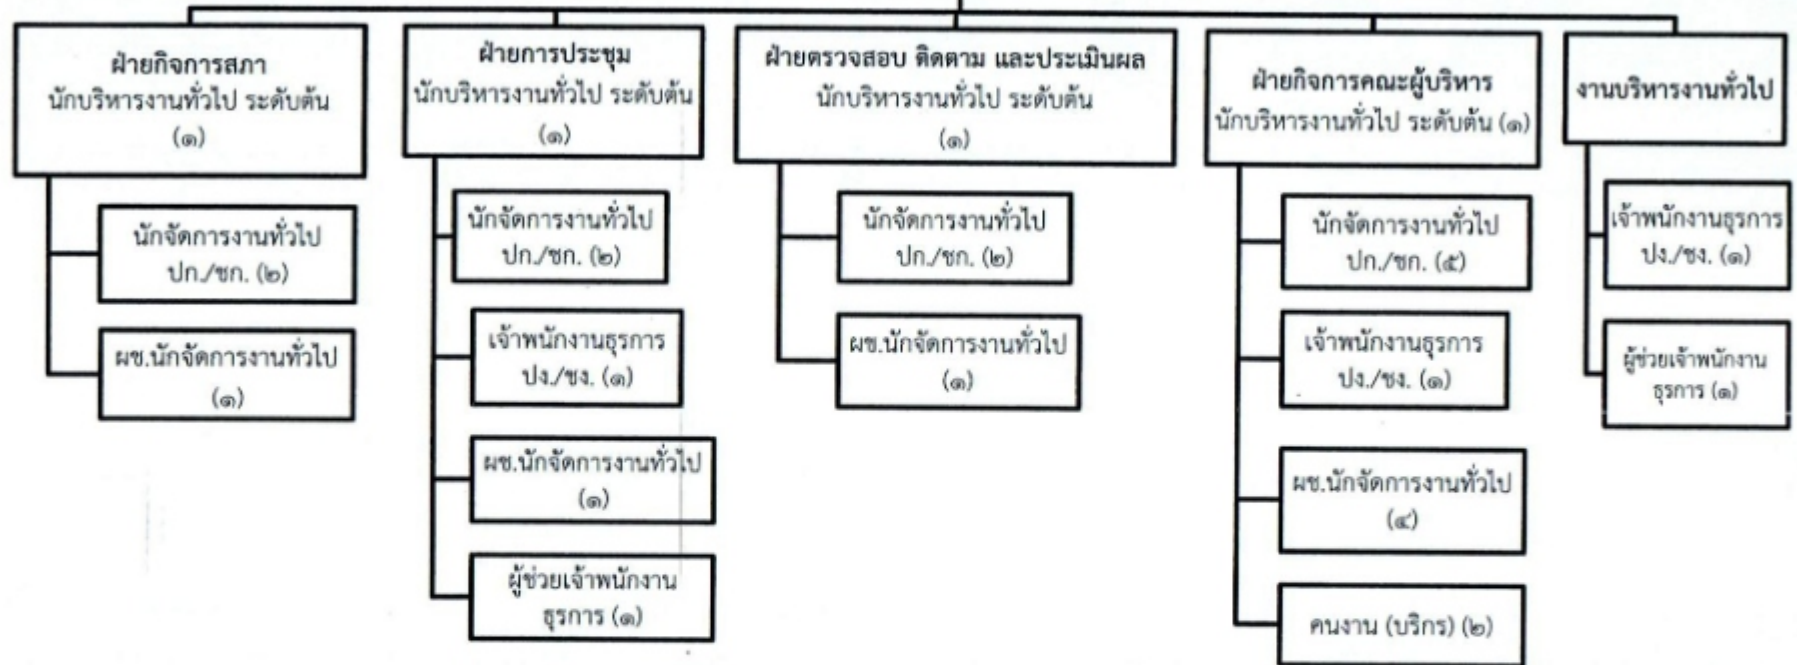 ฝ่ายกิจการสภา
นักบริหารงานทั่วไป ระดับต้น
(๑)
นักจัดการงานทั่วไป
ปก./ชก. (๒)
ผช.นักจัดการงานทั่วไป
(๑)
ฝ่ายการประชุม
นักบริหารงานทั่วไป ระดับต้น
(๑)
นักจัดการงานทั่วไป
ปก./ชก. (๒)
เจ้าพนักงานธุรการ
ปง./ชง. (๑)
ผช.นักจัดการงานทั่วไป
(๑)
ผู้ช่วยเจ้าพนักงาน
ธุรการ (๑)
ฝ่ายตรวจสอบ ติดตาม และประเมินผล
นักบริหารงานทั่วไป ระดับต้น
(๑)
นักจัดการงานทั่วไป
ปก./ชก. (๒)
ผช.นักจัดการงานทั่วไป
(๑)
ฝ่ายกิจการคณะผู้บริหาร
นักบริหารงานทั่วไป ระดับต้น (๑)
นักจัดการงานทั่วไป
ปก./ชก. (๕)
เจ้าพนักงานธุรการ
ปง./ชง. (๑)
ผช.นักจัดการงานทั่วไป
(๔)
คนงาน (บริกร) (๒)
งานบริหารงานทั่วไป
เจ้าพนักงานธุรการ
ปง./ชง. (๑)
ผู้ช่วยเจ้าพนักงาน
ธุรการ (๑)